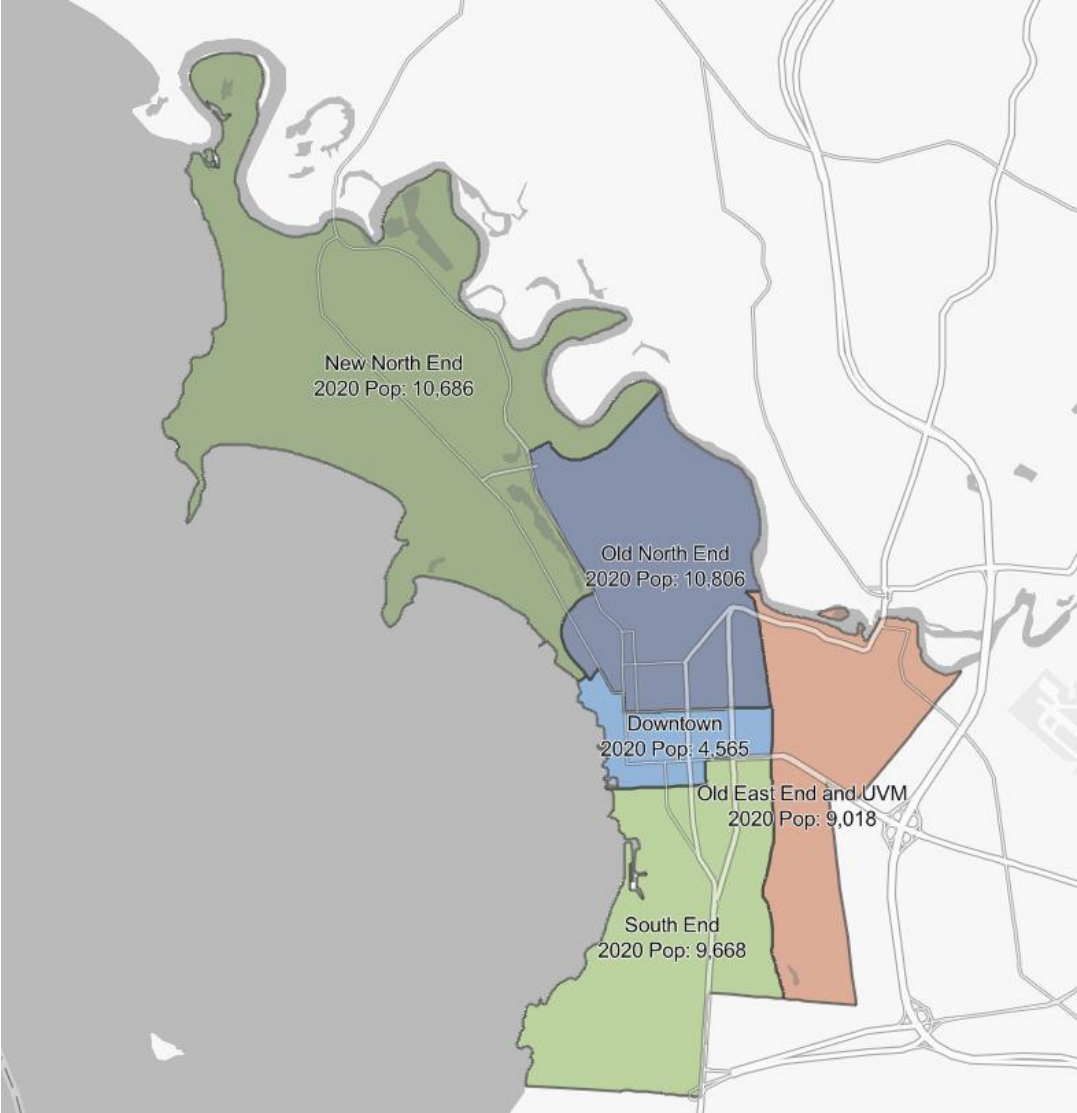 New North End
2020 Pop: 10,686
Old North End
2020 Pop: 10,806
Downtown
2020 Pop: 4,565
Old East End and UVM
2020 Pop: 9,018
South End
2020 Pop: 9,668